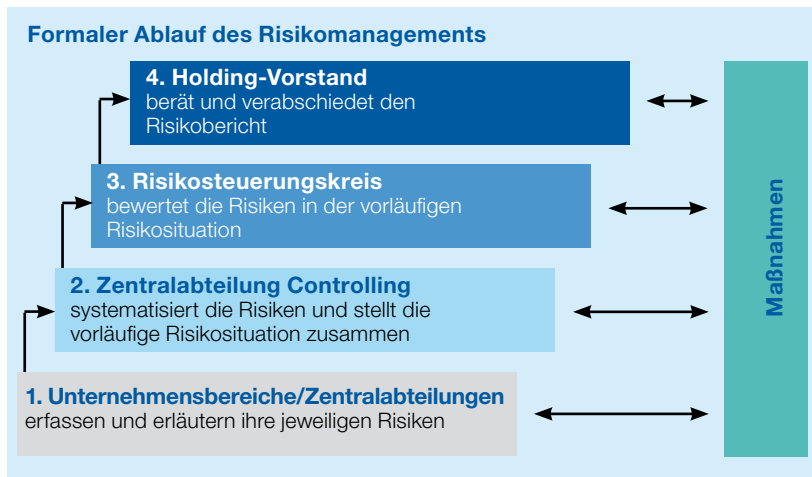 Formaler Ablauf des Risikomanagements
4. Holding-Vorstand
berät und verabschiedet den
Risikobericht
3. Risikosteuerungskreis
bewertet die Risiken in der vorläufigen
Risikosituation
2. Zentralabteilung Controlling
systematisiert die Risiken und stellt die
vorläufige Risikosituation zusammen
1. Unternehmensbereiche/Zentralabteilungen
erfassen und erläutern ihre jeweiligen Risiken
Maßnahmen